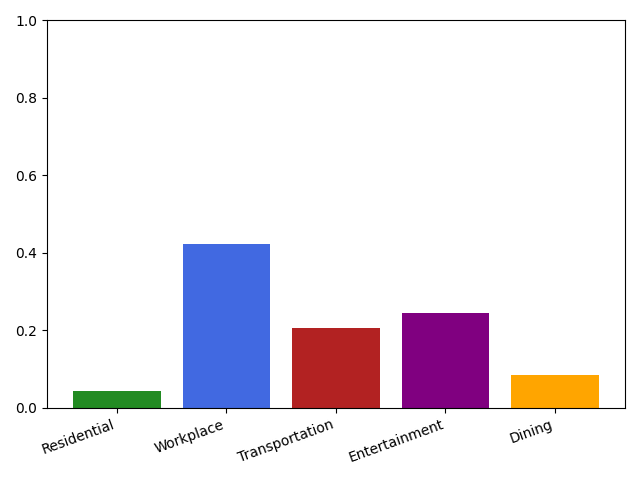 1.0
0.8
0.6
0.4
0.2
0.0
Residential
Workplace
Transportation
Entertainment
Dining